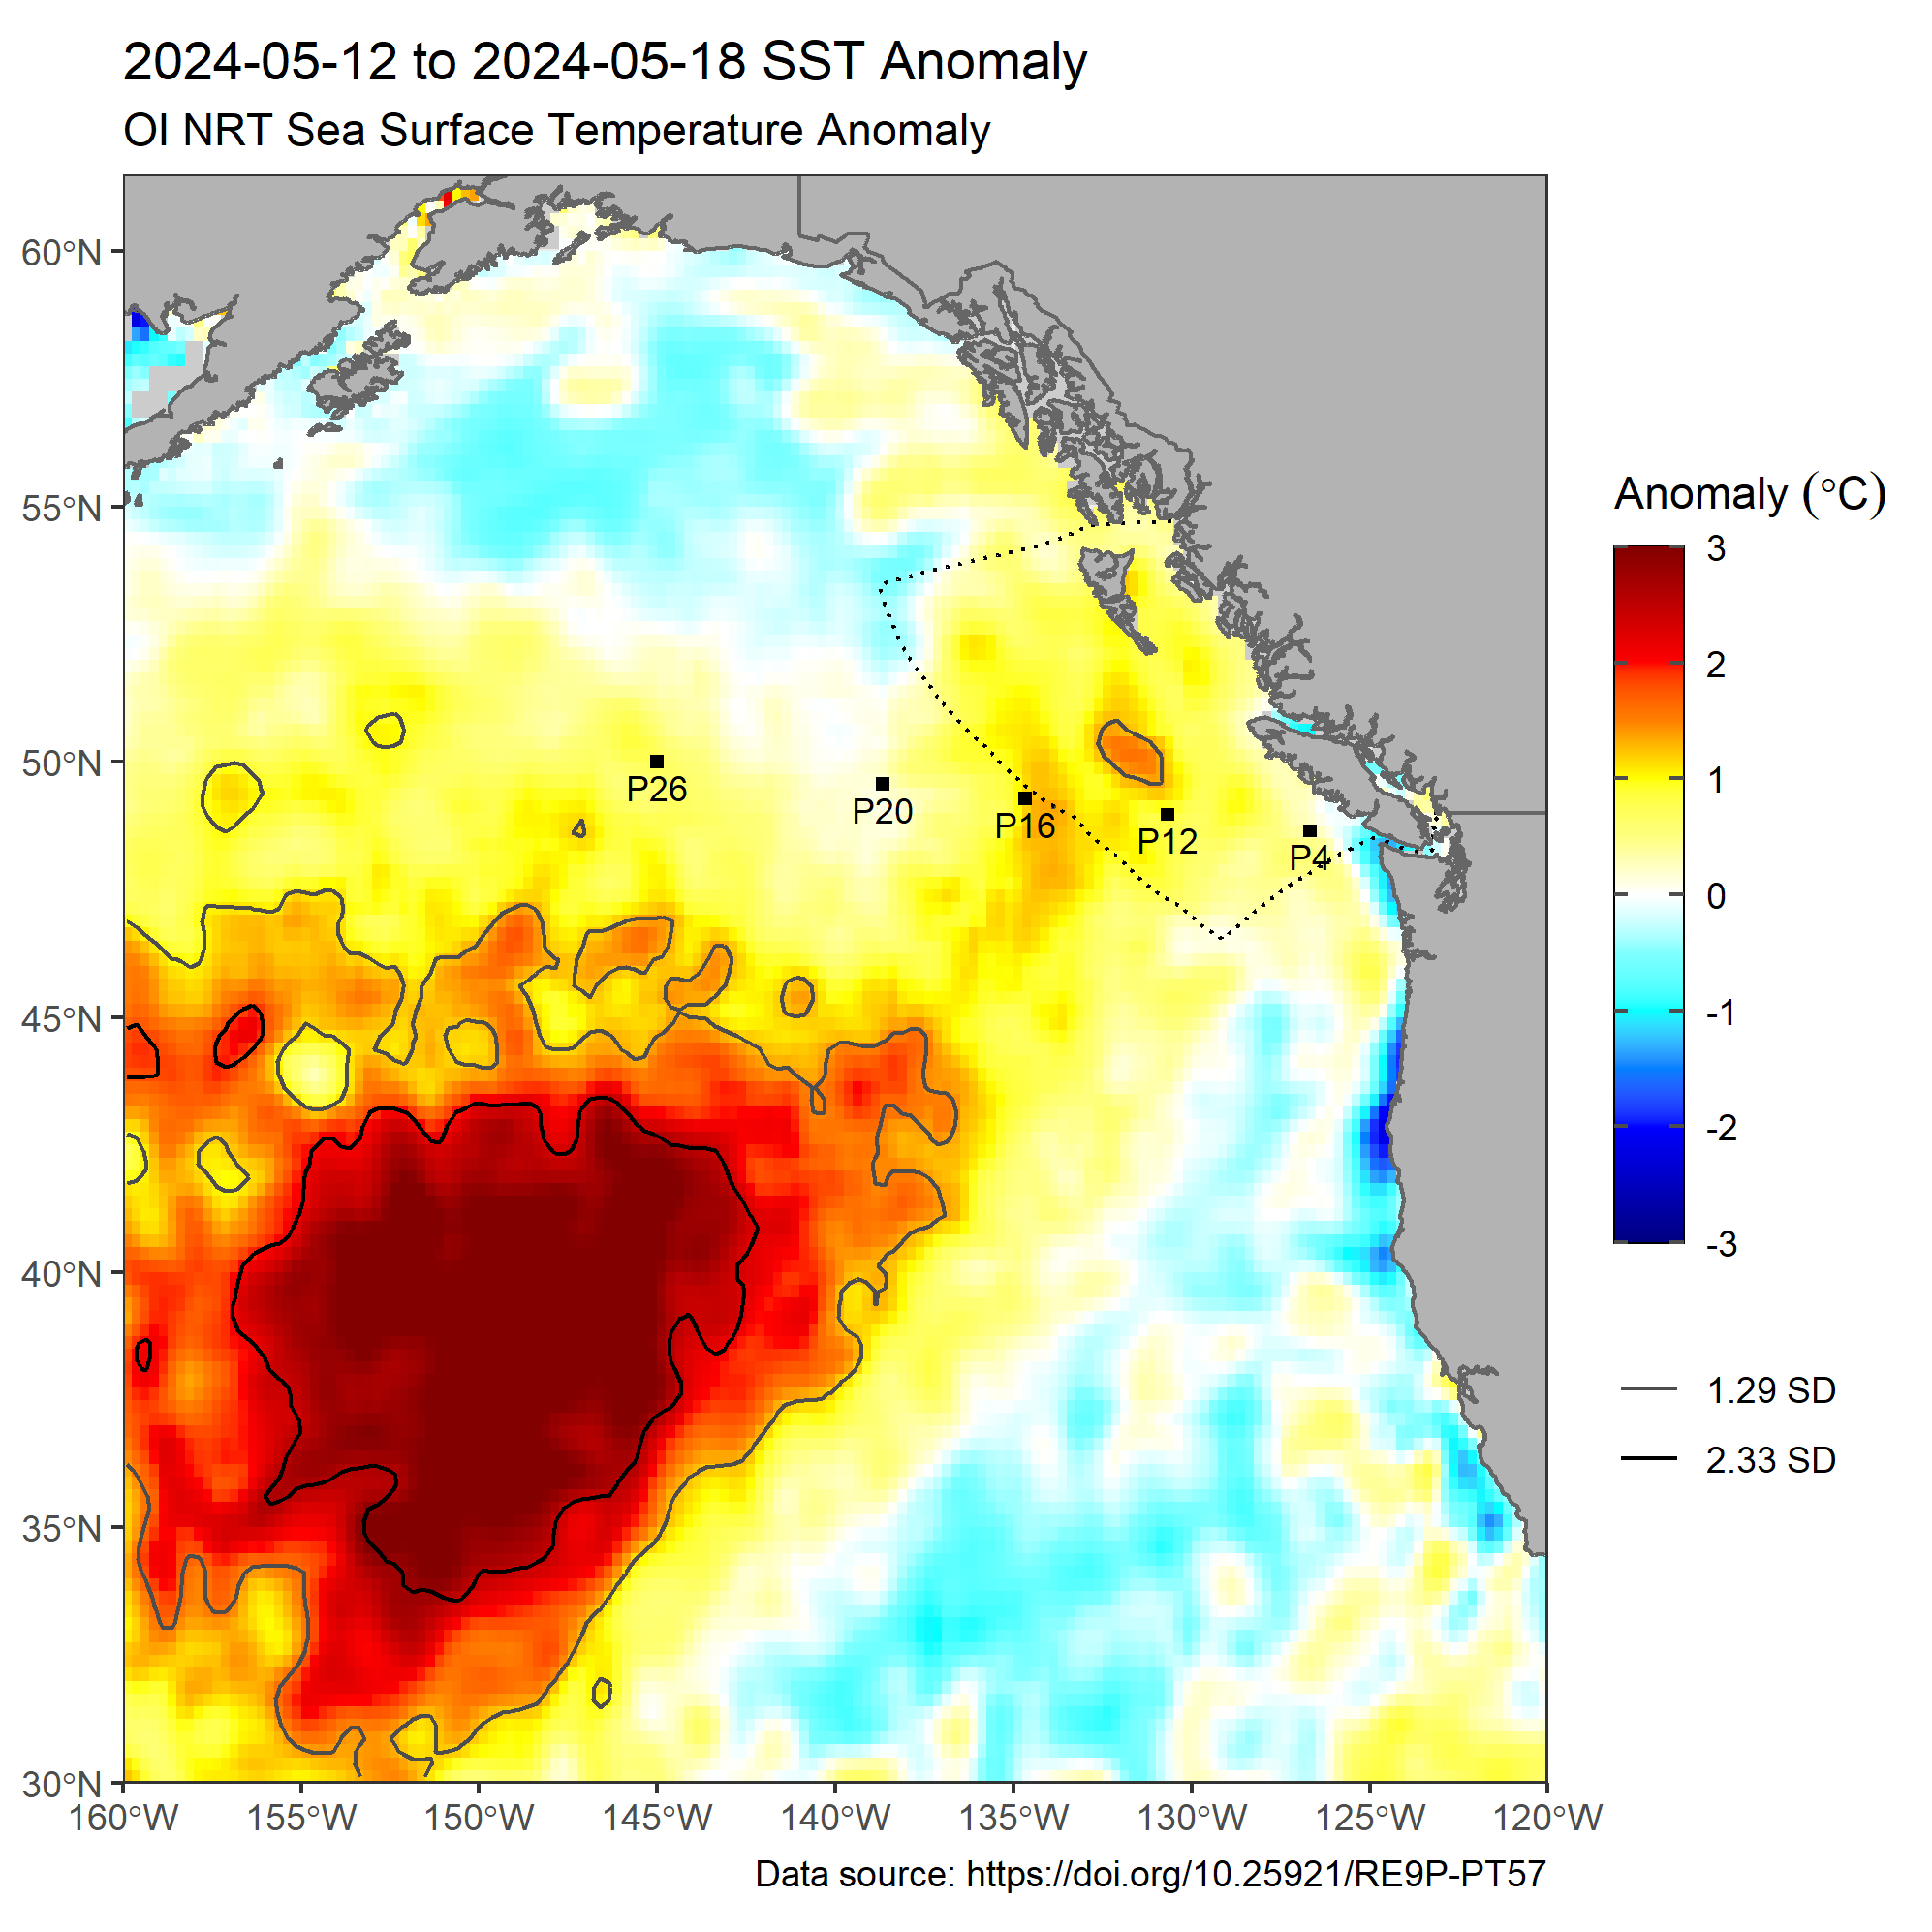 2024-05-12 to 2024-05-18 SST Anomaly
OI NRT Sea Surface Temperature Anomaly
60°N
55°N
50°N
45°N
40°N
35°N
30°N
P26
P20
P16
P12
P4
160°W 155°W 150°W 145°W 140°W 135°W 130°W 125°W 120°W
Anomaly (°C)
3
2
1
0
-1
-2
-3
1.29 SD
2.33 SD
Data source: https://doi.org/10.25921/RE9P-PT57